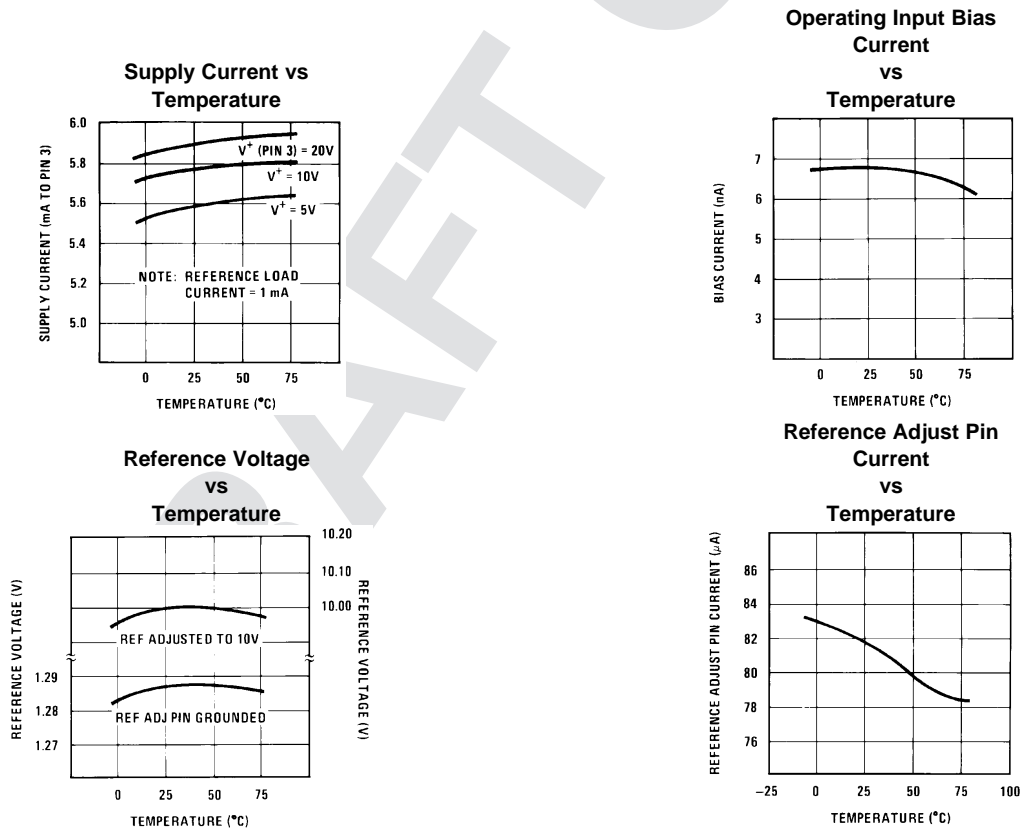 Supply Current vs
Temperature
SUPPLY CURRENT (mA TO PIN 3)
6.0
5.8
5.6
5.4
5.2
5.0
V+ (PIN 3) = 20V
V+ = 10V
V+ = 5V
NOTE: REFERENCE LOAD
CURRENT = 1 mA
0 25 50 75
TEMPERATURE (°C)
Operating Input Bias
Current
vs
Temperature
BIAS CURRENT (nA)
7
6
5
4
3
0 25 50 75
TEMPERATURE (°C)
Reference Voltage
vs
Temperature
REFERENCE VOLTAGE (V)
1.29
1.28
1.27
10.20
10.10
10.00
REFERENCE VOLTAGE (V)
REF ADJUSTED TO 10V
REF ADJ PIN GROUNDED
0 25 50 75
TEMPERATURE (°C)
Reference Adjust Pin
Current
vs
Temperature
REFERENCE ADJUST PIN CURRENT (μA)
86
84
82
80
78
76
−25 0 25 50 75 100
TEMPERATURE (°C)